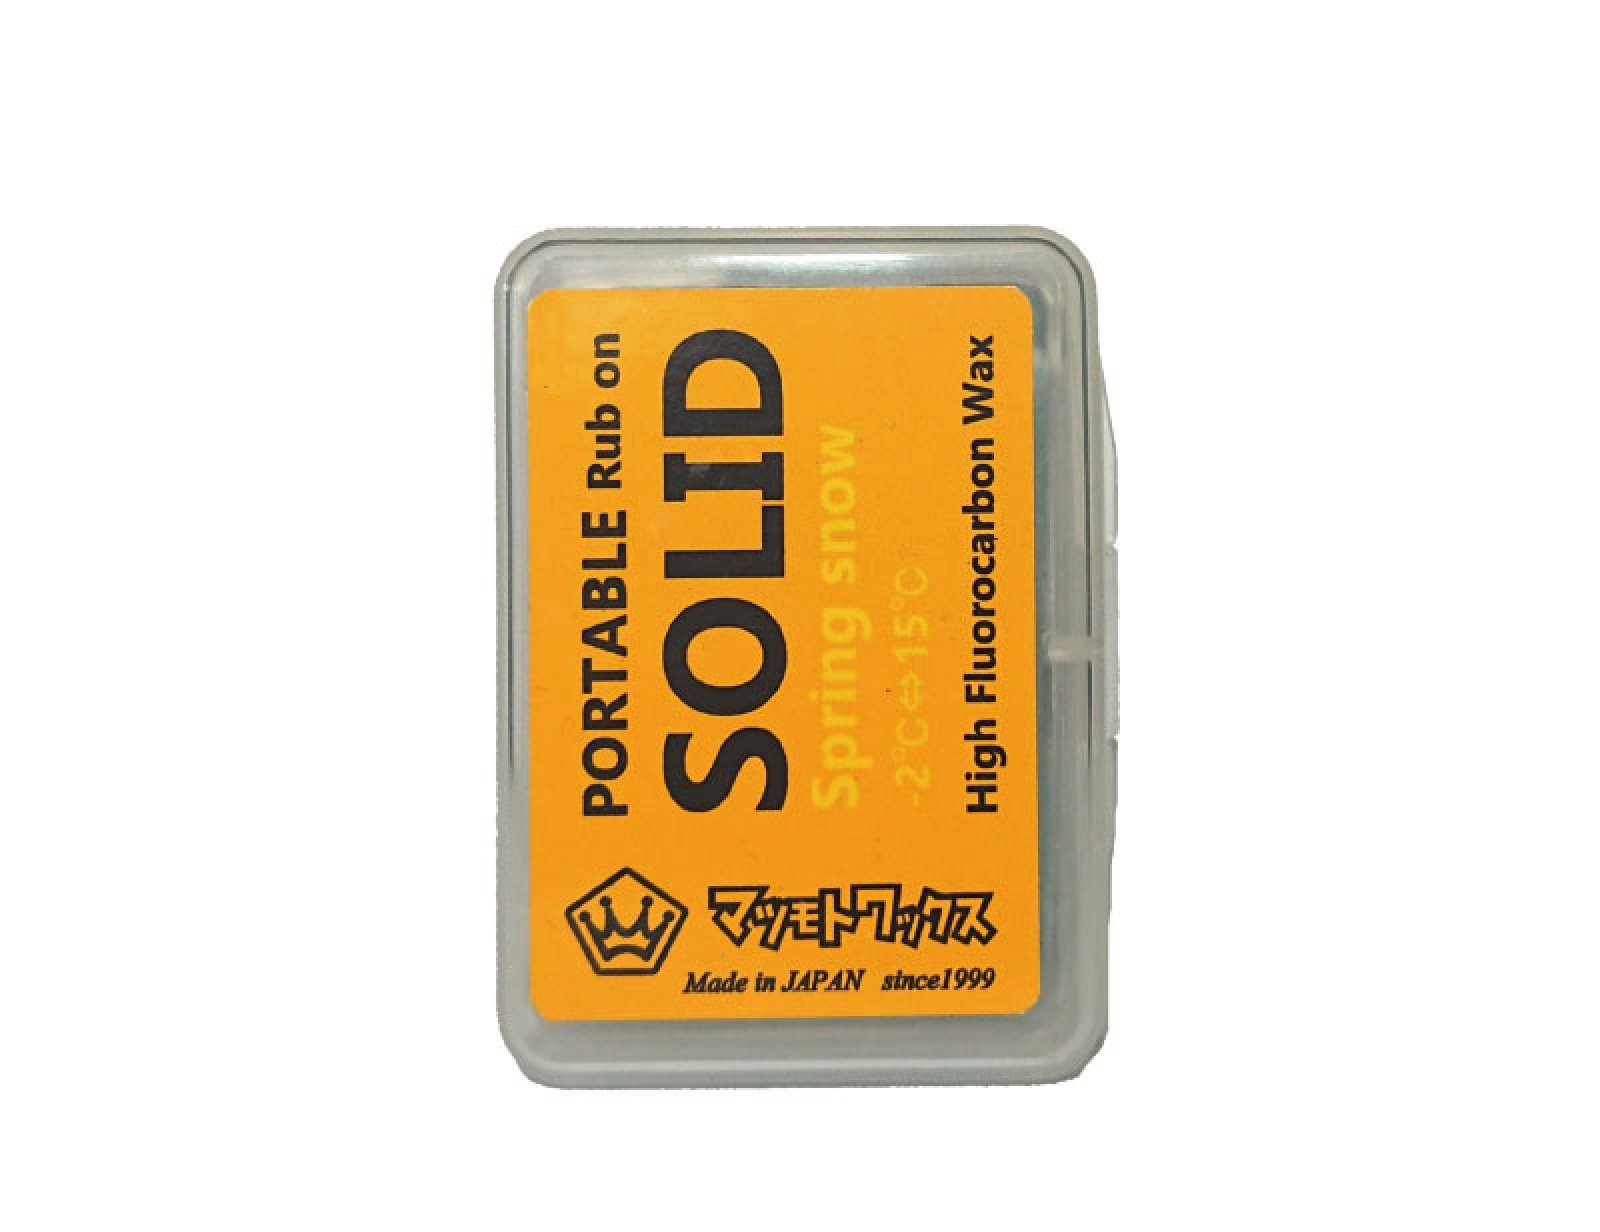 PORTABLE Rub on
SOLID
Spring snow
-2℃⇔15℃
High Fluorocarbon Wax
マツモトワックス
Made in JAPAN since1999